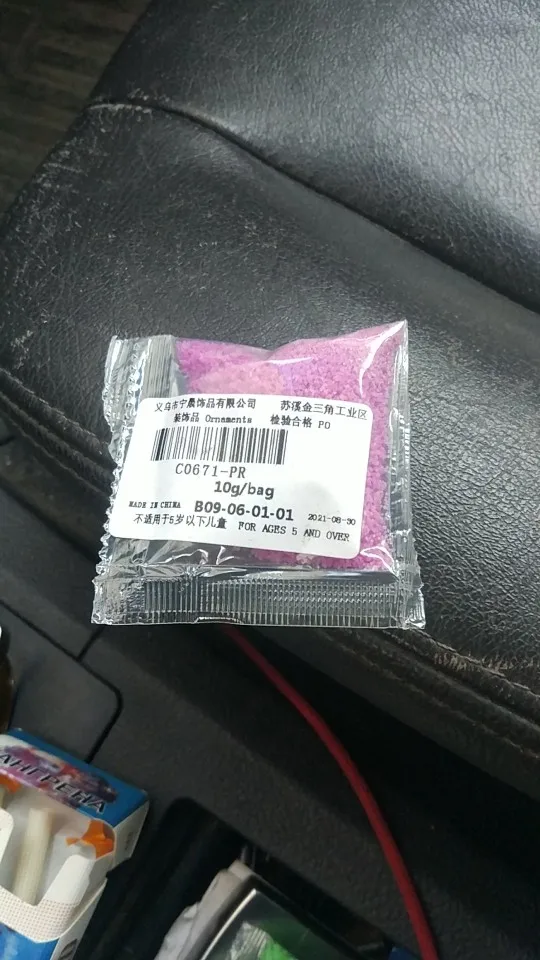 义乌市宁晨饰品有限公司 苏溪金三角工业区
装饰品 Ornaments 检验合格 PO
C0671-PR
10g/bag
MADE IN CHINA B09-06-01-01 2021-08-30
不适用于5岁以下儿童 FOR AGES 5 AND OVER
АНГРЕНА